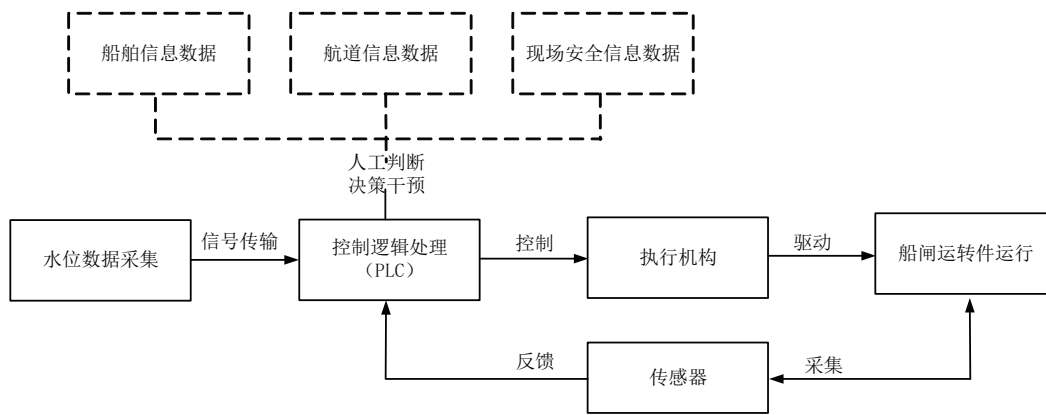 船舶信息数据
航道信息数据
现场安全信息数据
人工判断
决策干预
水位数据采集
信号传输
控制逻辑处理
（PLC）
控制
执行机构
驱动
船闸运转件运行
反馈
传感器
采集